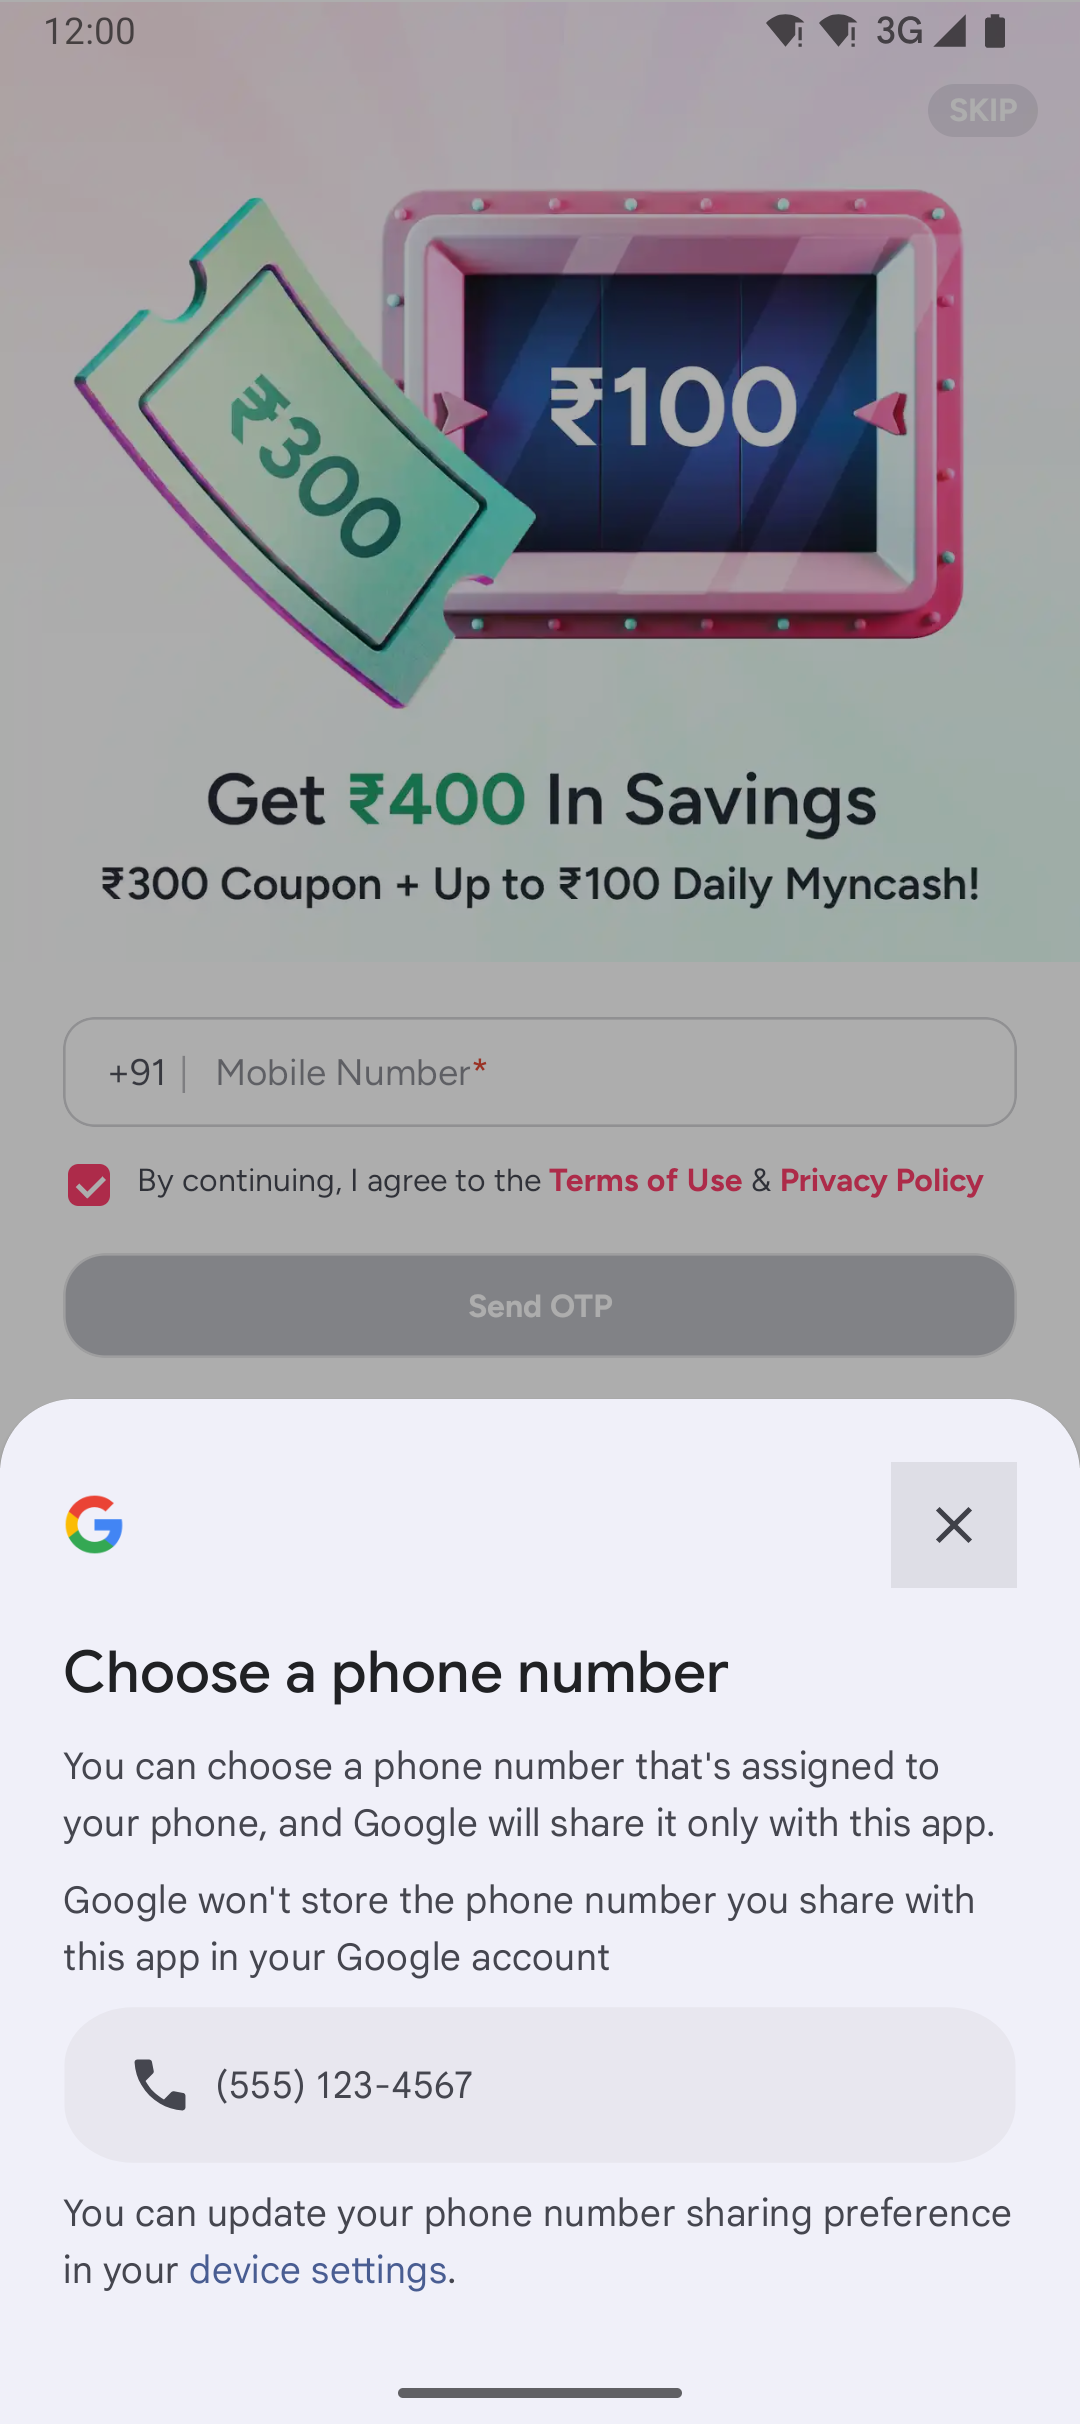 12:00
3G
SKIP
₹300
₹100
Get ₹400 In Savings
₹300 Coupon + Up to ₹100 Daily Myncash!
+91 | Mobile Number*
By continuing, I agree to the Terms of Use & Privacy Policy
Send OTP
Choose a phone number
You can choose a phone number that's assigned to
your phone, and Google will share it only with this app.
Google won't store the phone number you share with
this app in your Google account
(555) 123-4567
You can update your phone number sharing preference
in your device settings.